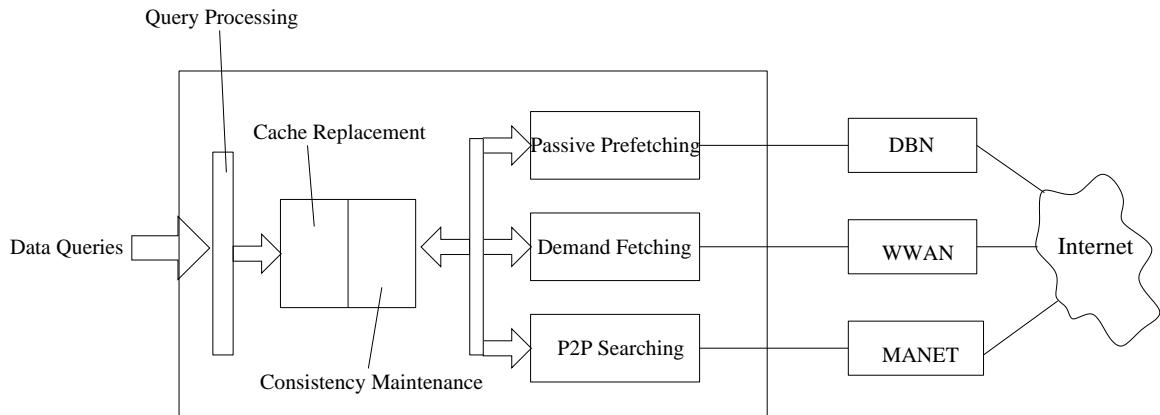 Query Processing
Cache Replacement
Passive Prefetching
DBN
Data Queries
Demand Fetching
WWAN
Internet
P2P Searching
MANET
Consistency Maintenance